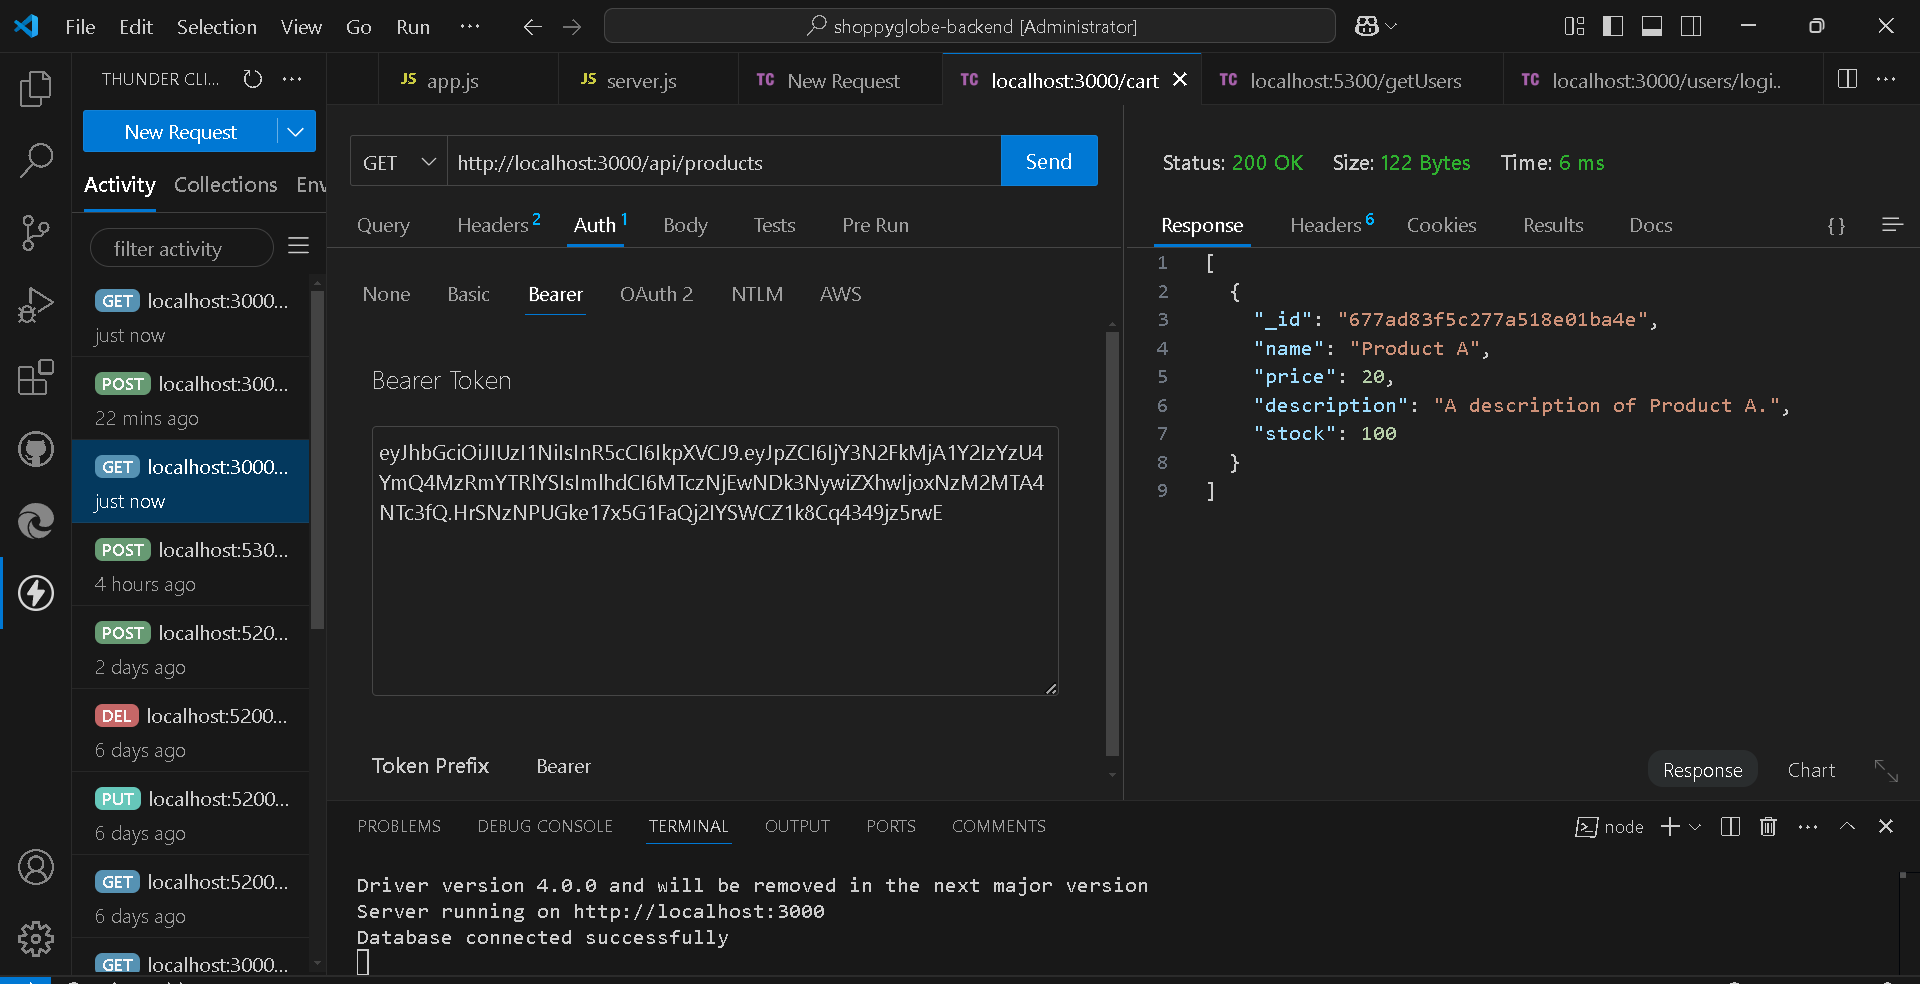 File Edit Selection View Go Run ···
shoppyglobe-backend [Administrator]
THUNDER CLI... ···
JS app.js
JS server.js
TC New Request
TC localhost:3000/cart
TC localhost:5300/getUsers
TC localhost:3000/users/logi..
New Request
Activity Collections Env
filter activity
GET localhost:3000...
just now
POST localhost:300...
22 mins ago
GET localhost:3000...
just now
POST localhost:530...
4 hours ago
POST localhost:520...
2 days ago
DEL localhost:5200...
6 days ago
PUT localhost:5200...
6 days ago
GET localhost:5200...
6 days ago
GET localhost:3000...
GET http://localhost:3000/api/products Send
Query Headers 2 Auth 1 Body Tests Pre Run
None Basic Bearer OAuth 2 NTLM AWS
Bearer Token
eyJhbGciOiJIUzI1NiIsInR5cCI6IkpXVCJ9.eyJpZCI6IjY3N2FkMjA1Y2IzYzU4
YmQ4MzRmYTRlYSIsImlhdCI6MTczNjEwNDk3NywiZXhwIjoxNzM2MTA4
NTc3fQ.HrSNzNPUGke17x5G1FaQj2IYSWCZ1k8Cq4349jz5rwE
Token Prefix Bearer
Status: 200 OK Size: 122 Bytes Time: 6 ms
Response Headers 6 Cookies Results Docs {}
1 [
2 {
3 "_id": "677ad83f5c277a518e01ba4e",
4 "name": "Product A",
5 "price": 20,
6 "description": "A description of Product A.",
7 "stock": 100
8 }
9 ]
Response Chart
PROBLEMS DEBUG CONSOLE TERMINAL OUTPUT PORTS COMMENTS
node
Driver version 4.0.0 and will be removed in the next major version
Server running on http://localhost:3000
Database connected successfully